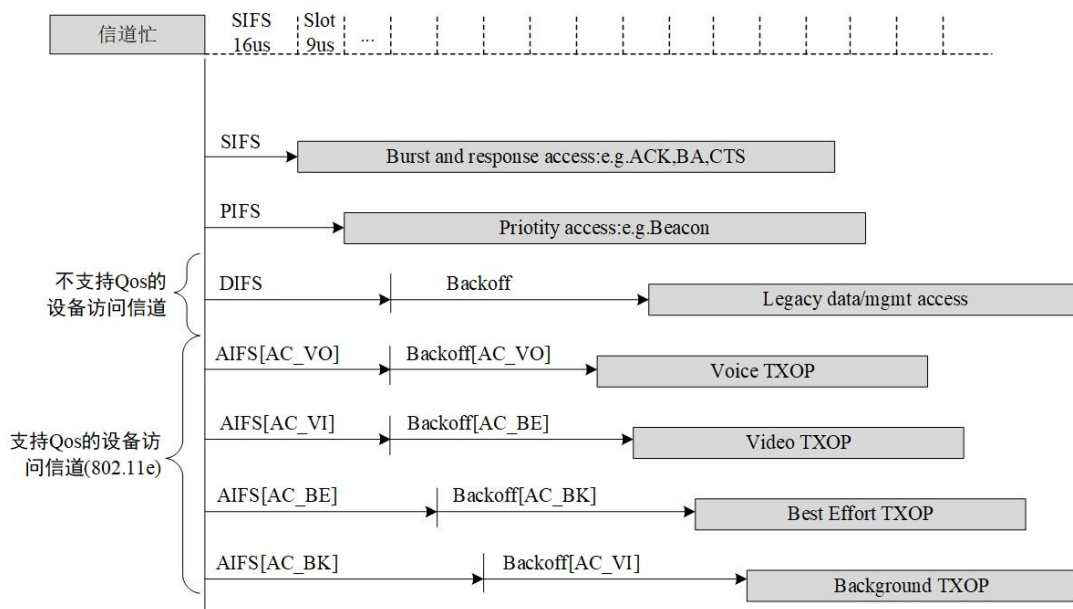 信道忙
SIFS
16us
Slot
9us
...
SIFS
Burst and response access:e.g.ACK,BA,CTS
PIFS
Priotity access:e.g.Beacon
不支持Qos的
设备访问信道
DIFS
Backoff
Legacy data/mgmt access
支持Qos的设备访
问信道(802.11e)
AIFS[AC_VO]
Backoff[AC_VO]
Voice TXOP
AIFS[AC_VI]
Backoff[AC_BE]
Video TXOP
AIFS[AC_BE]
Backoff[AC_BK]
Best Effort TXOP
AIFS[AC_BK]
Backoff[AC_VI]
Background TXOP